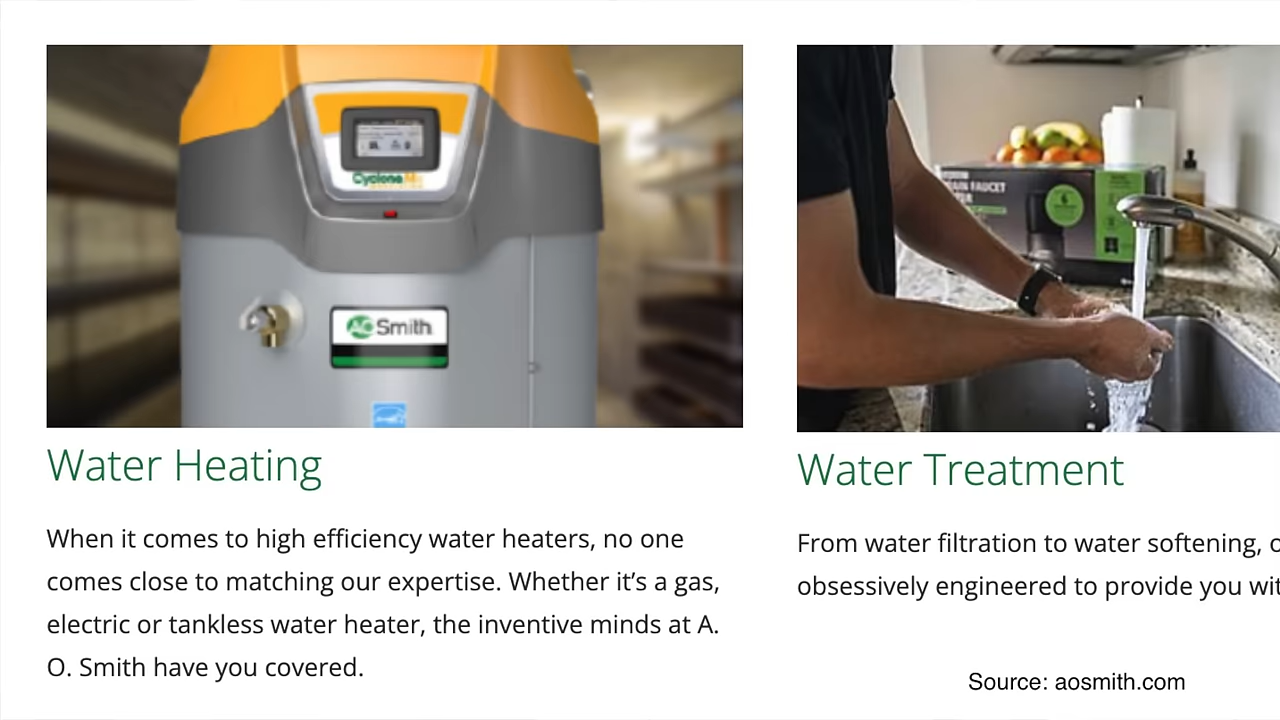 Cyclone
AO Smith
AIN FAUCET
Water Heating
When it comes to high efficiency water heaters, no one
comes close to matching our expertise. Whether it’s a gas,
electric or tankless water heater, the inventive minds at A.
O. Smith have you covered.
Water Treatment
From water filtration to water softening,
obsessively engineered to provide you
Source: aosmith.com